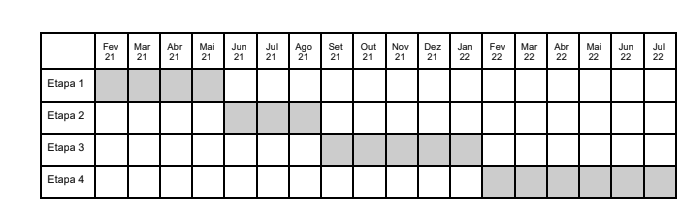 Fev Mar Abr Mai Jun Jul Ago Set Out Nov Dez Jan Fev Mar Abr Mai Jun Jul
21 21 21 21 21 21 21 21 21 21 21 22 22 22 22 22 22 22
Etapa 1
Etapa 2
Etapa 3
Etapa 4